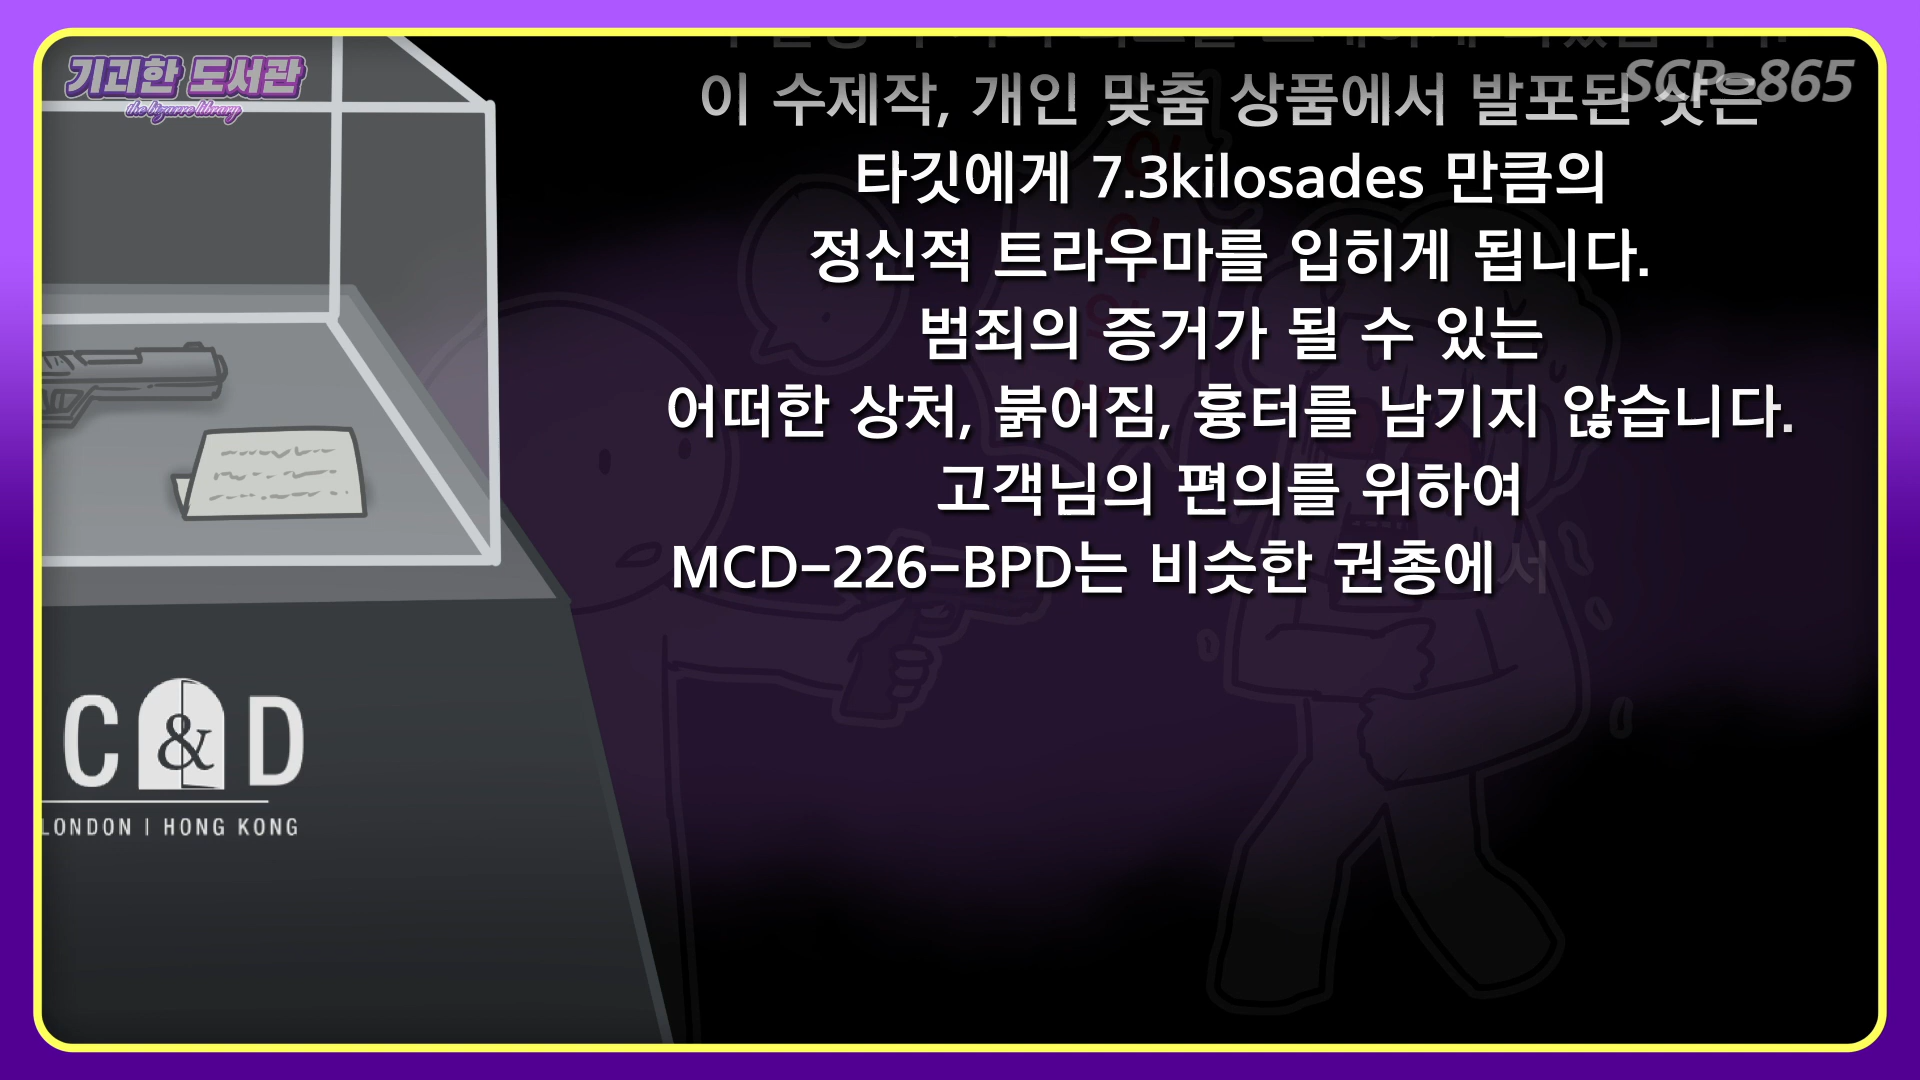 기괴한 도서관
the bizarre library
SCP-865
이 수제작, 개인 맞춤 상품에서 발포된 샷은
타깃에게 7.3kilosades 만큼의
정신적 트라우마를 입히게 됩니다.
범죄의 증거가 될 수 있는
어떠한 상처, 붉어짐, 흉터를 남기지 않습니다.
고객님의 편의를 위하여
MCD-226-BPD는 비슷한 권총에서
C & D
LONDON | HONG KONG